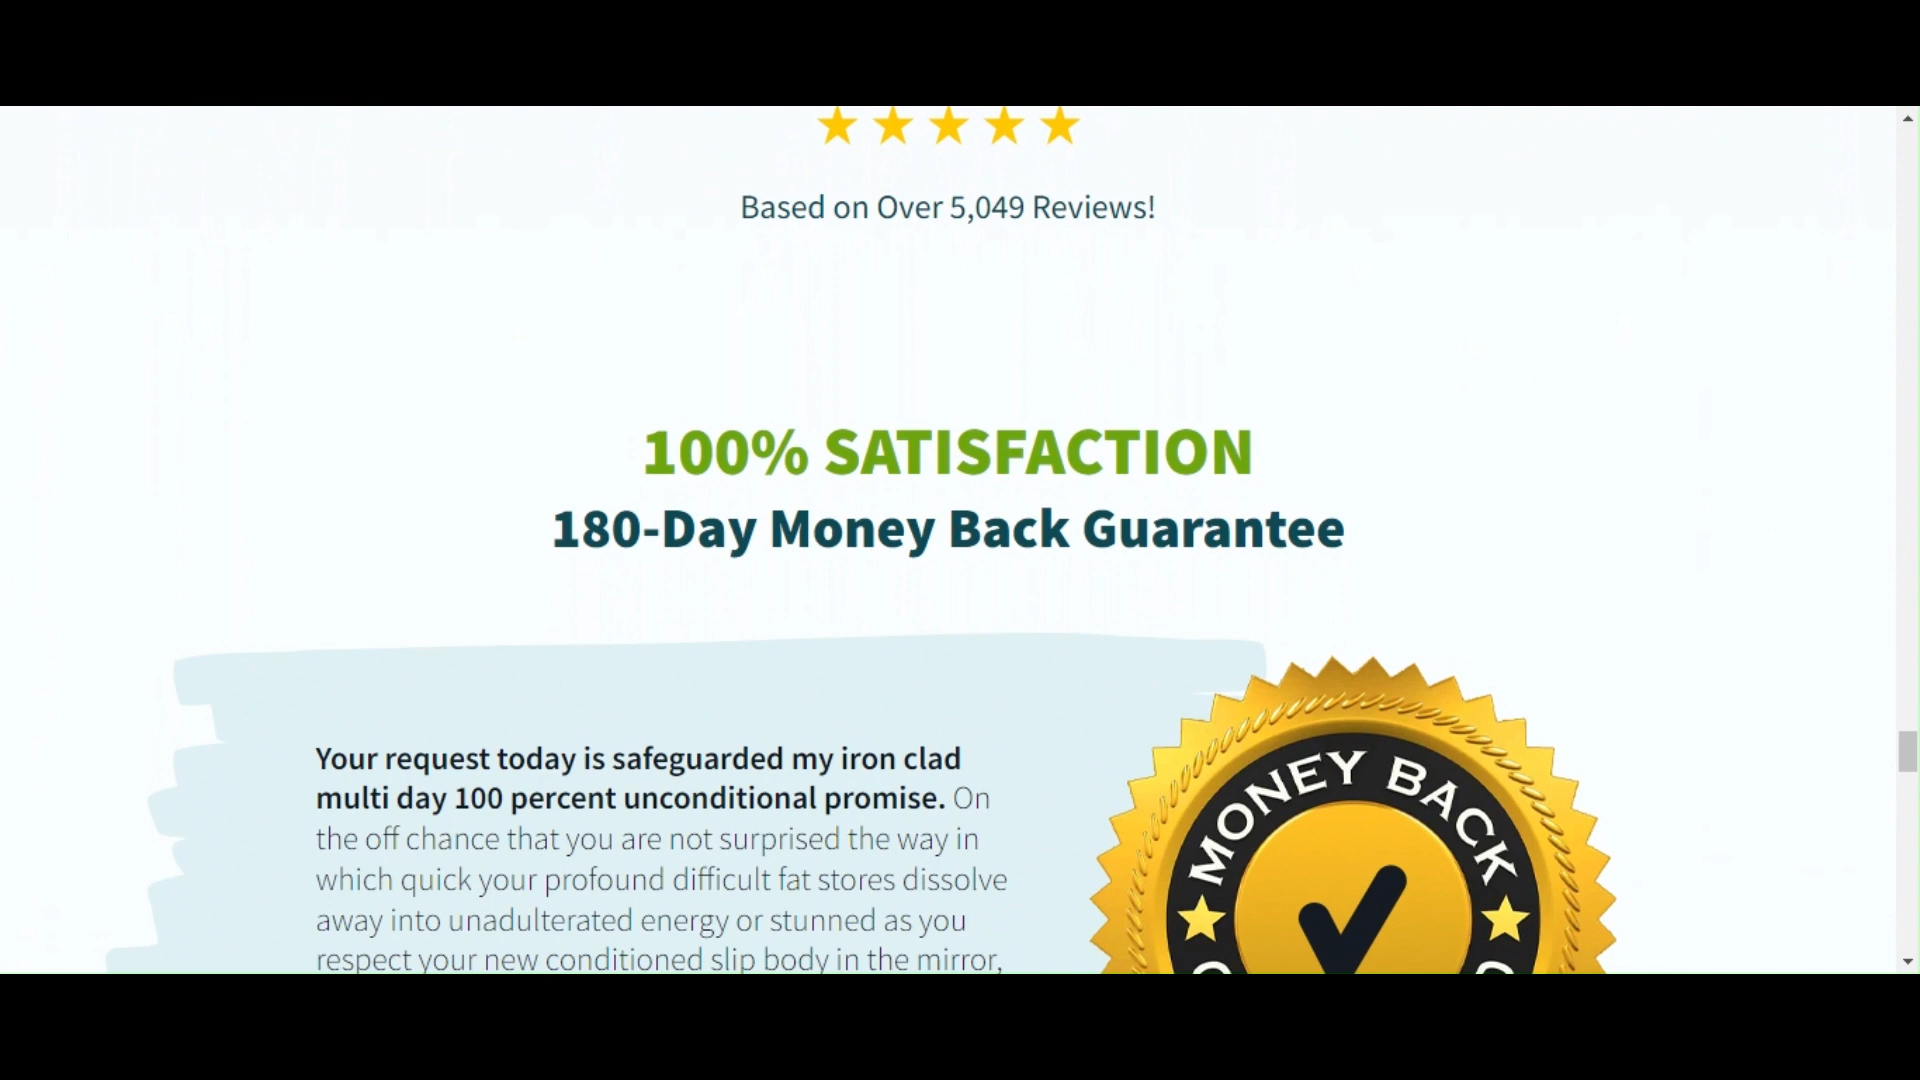 Based on Over 5,049 Reviews!
100% SATISFACTION
180-Day Money Back Guarantee
Your request today is safeguarded my iron clad
multi day 100 percent unconditional promise. On
the off chance that you are not surprised the way in
which quick your profound difficult fat stores dissolve
away into unadulterated energy or stunned as you
respect your new conditioned slip body in the mirror,
MONEY BACK